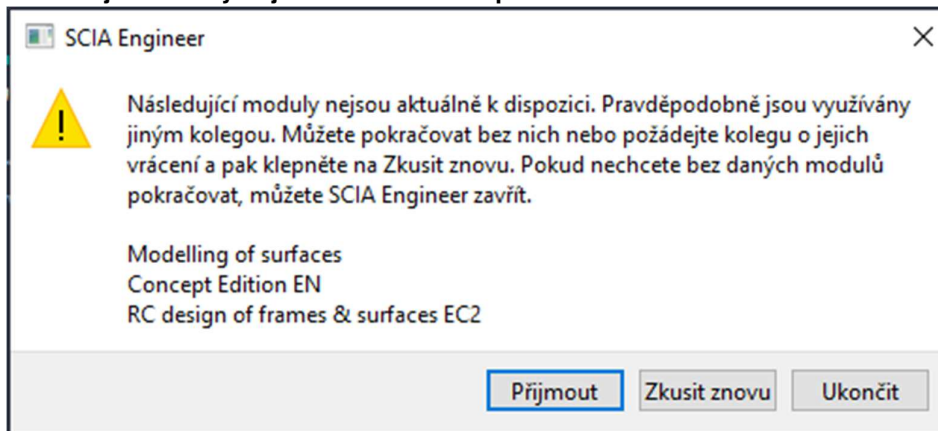 SCIA Engineer
Následující moduly nejsou aktuálně k dispozici. Pravděpodobně jsou využívány
jiným kolegou. Můžete pokračovat bez nich nebo požádejte kolegu o jejich
vrácení a pak klepněte na Zkusit znovu. Pokud nechcete bez daných modulů
pokračovat, můžete SCIA Engineer zavřít.
Modelling of surfaces
Concept Edition EN
RC design of frames & surfaces EC2
Přijmout Zkusit znovu Ukončit